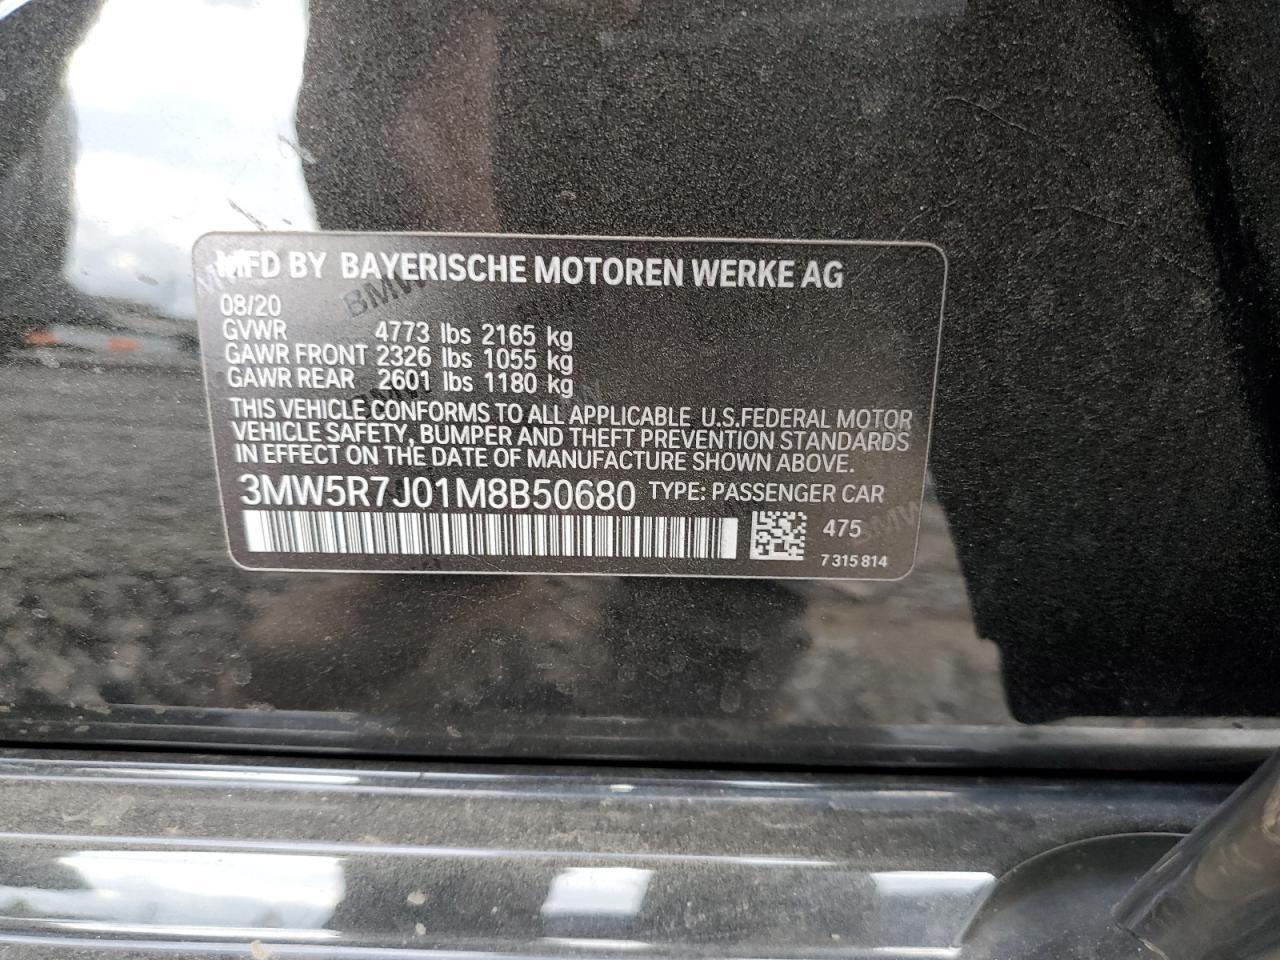 MFD BY BAYERISCHE MOTOREN WERKE AG
08/20
GVWR 4773 lbs 2165 kg
GAWR FRONT 2326 lbs 1055 kg
GAWR REAR 2601 lbs 1180 kg
THIS VEHICLE CONFORMS TO ALL APPLICABLE U.S.FEDERAL MOTOR
VEHICLE SAFETY, BUMPER AND THEFT PREVENTION STANDARDS
IN EFFECT ON THE DATE OF MANUFACTURE SHOWN ABOVE.
3MW5R7J01M8B50680 TYPE: PASSENGER CAR
475
7 315 814
BMW
BMW
BMW